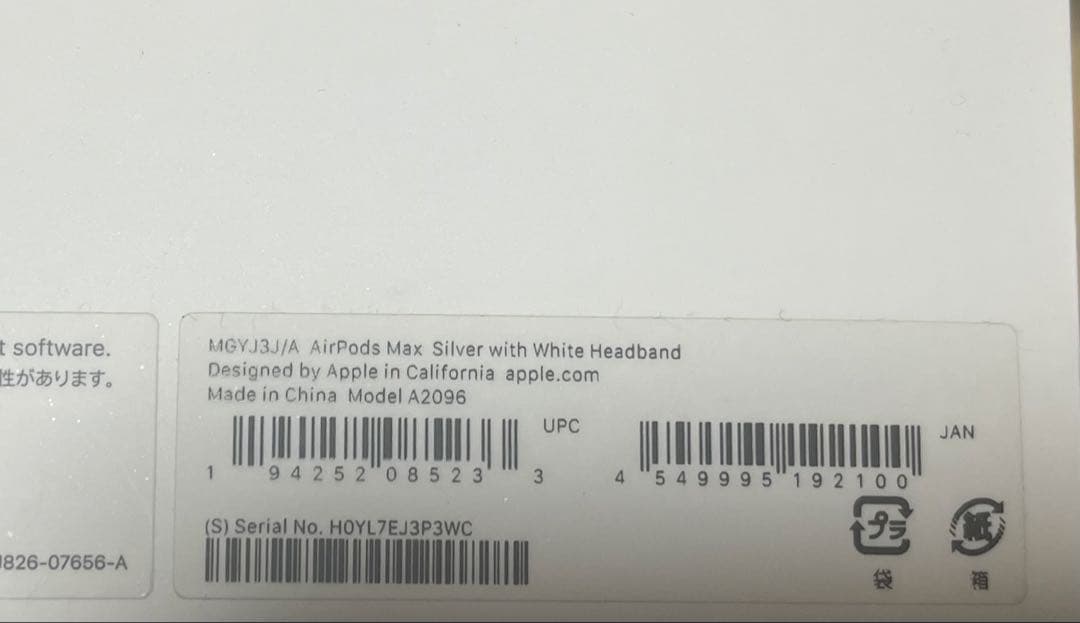 t software.
性があります。
826-07656-A
MGYJ3J/A AirPods Max Silver with White Headband
Designed by Apple in California apple.com
Made in China Model A2096
UPC
1 94252 08523 3
JAN
4 549995 192100
(S) Serial No. H0YL7EJ3P3WC
プラ
袋
紙
箱